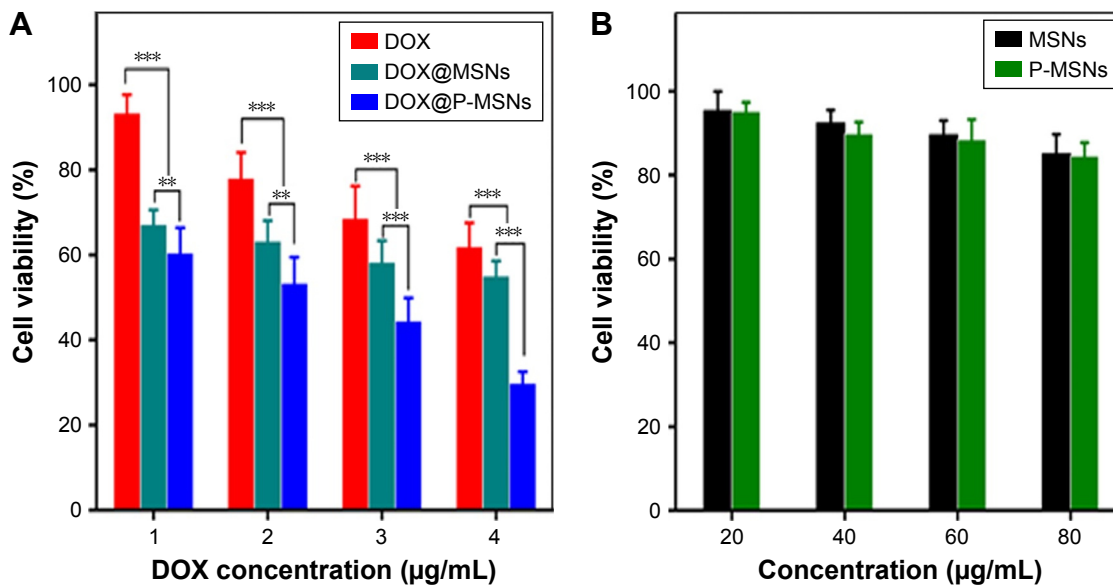 A
DOX
DOX@MSNs
DOX@P-MSNs
Cell viability (%)
100
80
60
40
20
0
***
**
***
**
***
***
***
***
1 2 3 4
DOX concentration (µg/mL)
B
MSNs
P-MSNs
Cell viability (%)
100
80
60
40
20
0
20 40 60 80
Concentration (µg/mL)